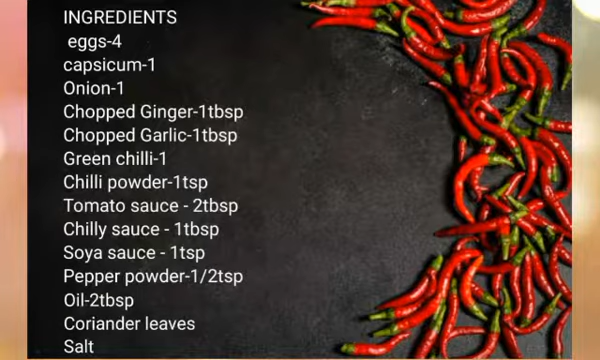 INGREDIENTS
eggs-4
capsicum-1
Onion-1
Chopped Ginger-1tbsp
Chopped Garlic-1tbsp
Green chilli-1
Chilli powder-1tsp
Tomato sauce - 2tbsp
Chilly sauce - 1tbsp
Soya sauce - 1tsp
Pepper powder-1/2tsp
Oil-2tbsp
Coriander leaves
Salt